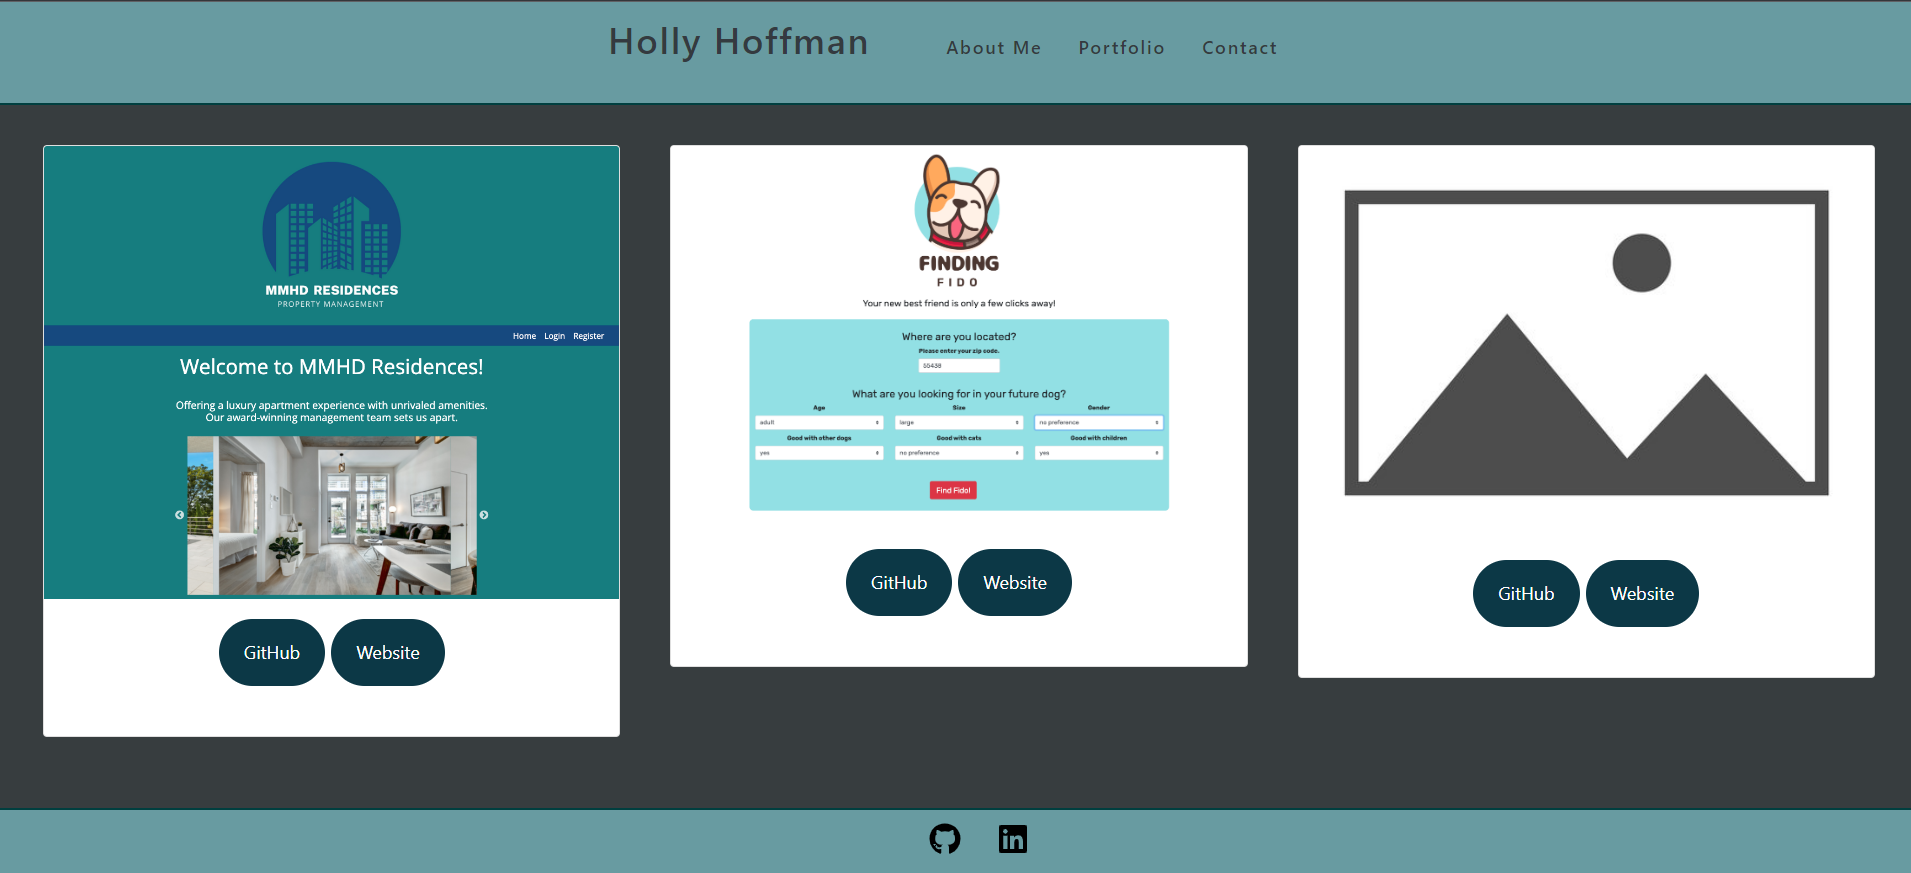 Holly Hoffman
About Me Portfolio Contact
MMHD RESIDENCES
PROPERTY MANAGEMENT
Home Login Register
Welcome to MMHD Residences!
Offering a luxury apartment experience with unrivaled amenities.
Our award-winning management team sets us apart.
GitHub Website
FINDING
FIDO
Your new best friend is only a few clicks away!
Where are you located?
Please enter your zip code.
55438
What are you looking for in your future dog?
Age Size Gender
adult large no preference
Good with other dogs Good with cats Good with children
yes no preference yes
Find Fido!
GitHub Website
GitHub Website
in